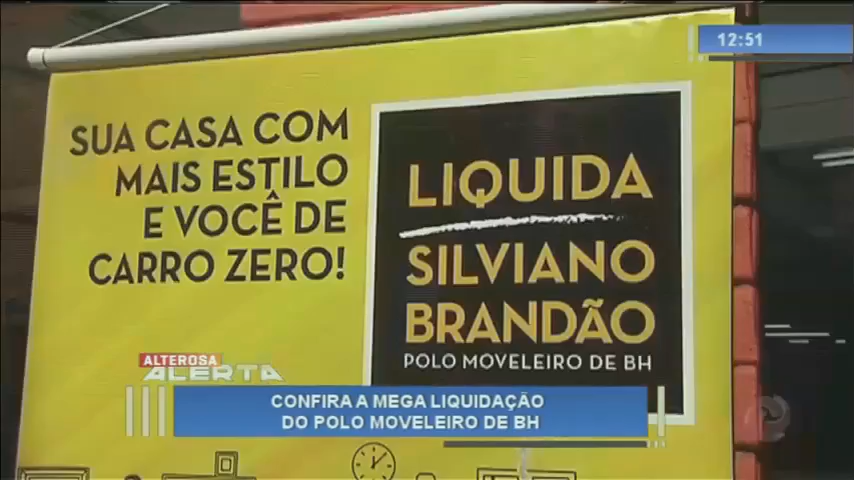 12:51
SUA CASA COM
MAIS ESTILO
E VOCÊ DE
CARRO ZERO!
LIQUIDA
SILVIANO
BRANDÃO
POLO MOVELEIRO DE BH
ALTEROSA
ALERTA
CONFIRA A MEGA LIQUIDAÇÃO
DO POLO MOVELEIRO DE BH